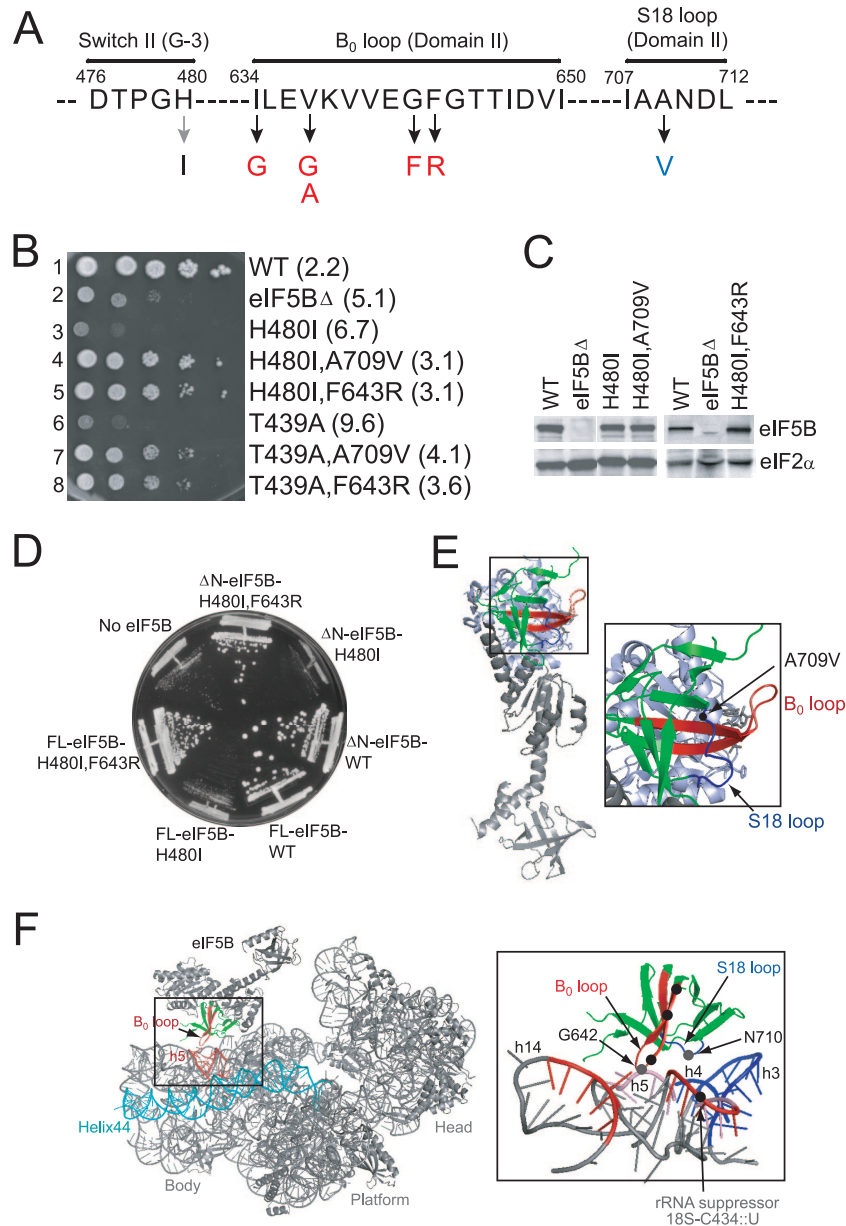 A
Switch II (G-3)
B0 loop (Domain II)
S18 loop
(Domain II)
476 480 634 650 707 712
-- DTPGH ------ ILEVKVVEGFGTTIDVI ------ IAANDL ---
I G G F R V
A
B
1 WT (2.2)
2 eIF5BΔ (5.1)
3 H480I (6.7)
4 H480I,A709V (3.1)
5 H480I,F643R (3.1)
6 T439A (9.6)
7 T439A,A709V (4.1)
8 T439A,F643R (3.6)
C
WT
eIF5BΔ
H480I
H480I,A709V
WT
eIF5BΔ
H480I,F643R
eIF5B
eIF2α
D
ΔN-eIF5B-
H480I,F643R
No eIF5B
ΔN-eIF5B-
H480I
FL-eIF5B-
H480I,F643R
ΔN-eIF5B-
WT
FL-eIF5B-
H480I
FL-eIF5B-
WT
E
A709V
B0 loop
S18 loop
F
eIF5B
B0 loop
h5
Helix44
Head
Body
Platform
S18 loop
B0 loop
G642
N710
h14
h5
h4
h3
rRNA suppressor
18S-C434::U